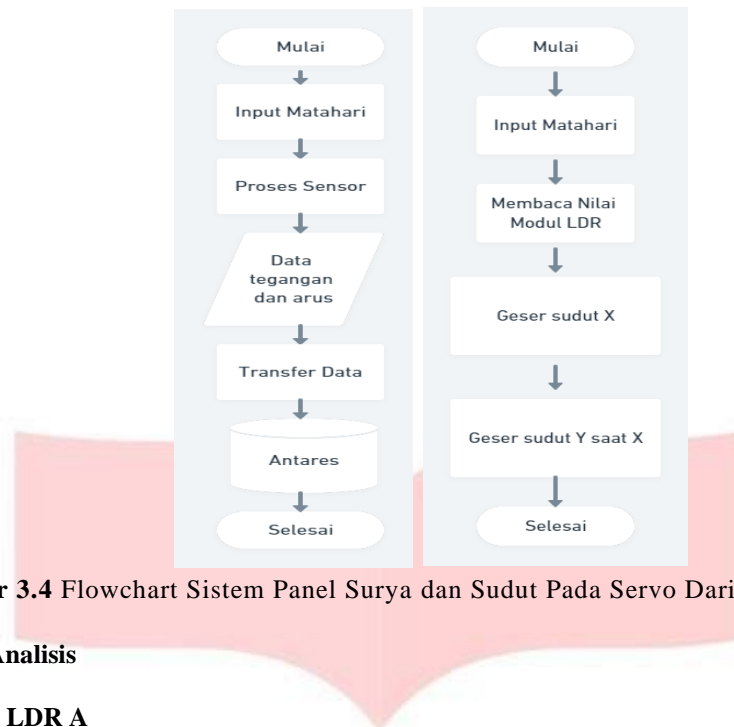 Mulai
Input Matahari
Proses Sensor
Data
tegangan
dan arus
Transfer Data
Antares
Selesai
Mulai
Input Matahari
Membaca Nilai
Modul LDR
Geser sudut X
Geser sudut Y saat X
Selesai
r 3.4 Flowchart Sistem Panel Surya dan Sudut Pada Servo Dari
Analisis
LDR A